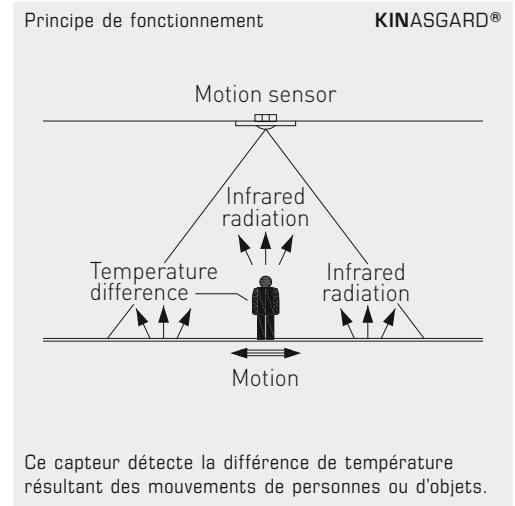 Principe de fonctionnement KINASGARD®
Motion sensor
Infrared
radiation
Temperature
difference
Infrared
radiation
Motion
Ce capteur détecte la différence de température
résultant des mouvements de personnes ou d'objets.